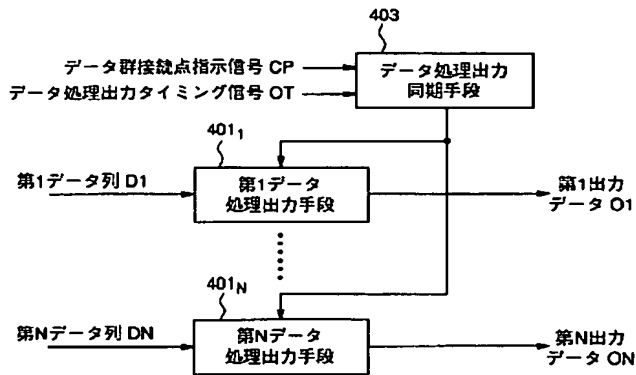 403
データ群接続点指示信号 CP
データ処理出力タイミング信号 OT
データ処理出力
同期手段
401₁
第1データ列 D1
第1データ
処理出力手段
第1出力
データ O1
401N
第Nデータ列 DN
第Nデータ
処理出力手段
第N出力
データ ON